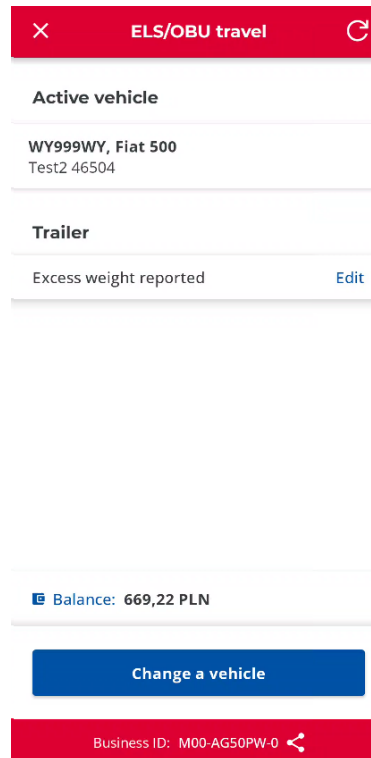 ELS/OBU travel
Active vehicle
WY999WY, Fiat 500
Test2 46504
Trailer
Excess weight reported Edit
Balance: 669,22 PLN
Change a vehicle
Business ID: M00-AG50PW-0